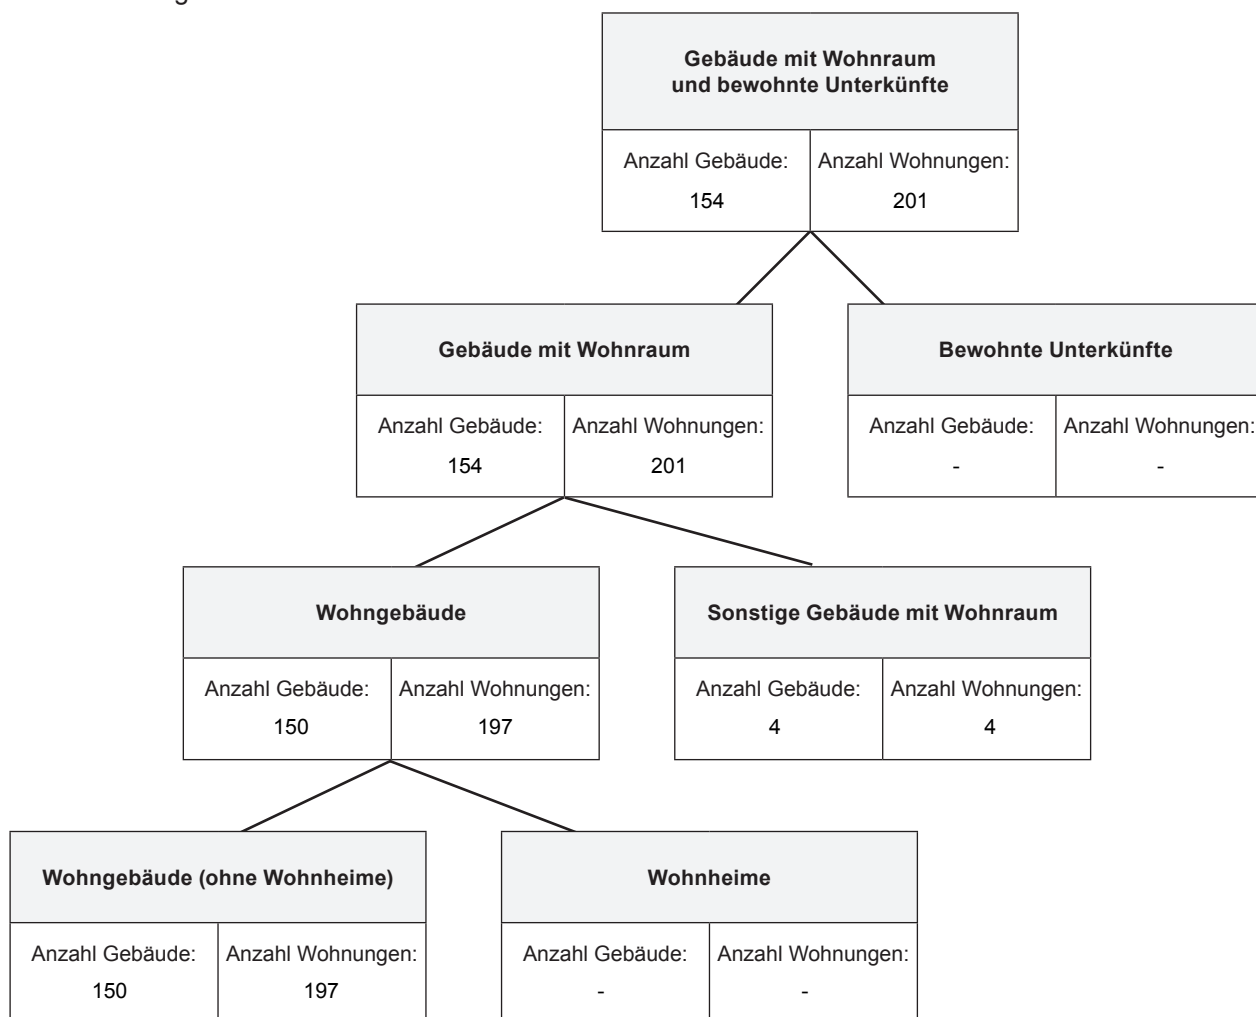 Gebäude mit Wohnraum
und bewohnte Unterkünfte
Anzahl Gebäude: Anzahl Wohnungen:
154 201
Gebäude mit Wohnraum
Bewohnte Unterkünfte
Anzahl Gebäude: Anzahl Wohnungen:
154 201
Anzahl Gebäude: Anzahl Wohnungen:
- -
Wohngebäude
Sonstige Gebäude mit Wohnraum
Anzahl Gebäude: Anzahl Wohnungen:
150 197
Anzahl Gebäude: Anzahl Wohnungen:
4 4
Wohngebäude (ohne Wohnheime)
Wohnheime
Anzahl Gebäude: Anzahl Wohnungen:
150 197
Anzahl Gebäude: Anzahl Wohnungen:
- -